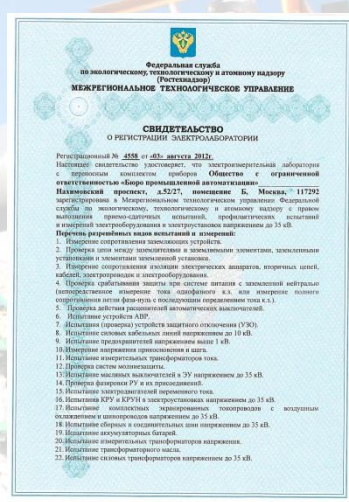 Федеральная служба
по экологическому, технологическому и атомному надзору
(Ростехнадзор)
МЕЖРЕГИОНАЛЬНОЕ ТЕХНОЛОГИЧЕСКОЕ УПРАВЛЕНИЕ
СВИДЕТЕЛЬСТВО
О РЕГИСТРАЦИИ ЭЛЕКТРОЛАБОРАТОРИИ
Регистрационный № 4558 от «03» августа 2012г.
Настоящее свидетельство удостоверяет, что электроизмерительная лаборатория
с переносным комплектом приборов Общество с ограниченной
ответственностью «Бюро промышленной автоматизации»
Нахимовский проспект, д.52/27, помещение Б, Москва, 117292
зарегистрирована в Межрегиональном технологическом управлении Федеральной
службы по экологическому, технологическому и атомному надзору с правом
выполнения приемо-сдаточных испытаний, профилактических испытаний
и измерений электрооборудования в электроустановках напряжением до 35 кВ.
Перечень разрешённых видов испытаний и измерений:
1. Измерение сопротивления заземляющих устройств.
2. Проверка цепи между заземлителями и заземляемыми элементами, заземленными
установками и элементами заземленной установки.
3. Измерение сопротивления изоляции электрических аппаратов, вторичных цепей,
кабелей, электропроводок и электрооборудования.
4. Проверка срабатывания защиты при системе питания с заземленной нейтралью
(непосредственное измерение тока однофазного к.з. или измерение полного
сопротивления петли фаза-нуль с последующим определением тока к.з.).
5. Проверка действия расцепителей автоматических выключателей.
6. Испытание устройств АВР.
7. Испытания (проверка) устройств защитного отключения (УЗО).
8. Испытание силовых кабельных линий напряжением до 10 кВ.
9. Испытание предохранителей напряжением выше 1 кВ.
10. Измерение напряжения прикосновения и шага.
11. Испытание измерительных трансформаторов тока.
12. Проверка систем молниезащиты.
13. Испытание масляных выключателей в ЭУ напряжением до 35 кВ.
14. Проверка фазировки РУ и их присоединений.
15. Испытание электродвигателей переменного тока.
16. Испытания КРУ и КРУН в электроустановках напряжением до 35 кВ.
17. Испытание комплектных экранированных токопроводов с воздушным
охлаждением и шинопроводов напряжением до 35 кВ.
18. Испытание сборных и соединительных шин напряжением до 35 кВ.
19. Испытание аккумуляторных батарей.
20. Испытание измерительных трансформаторов напряжения.
21. Испытание трансформаторного масла.
22. Испытание силовых трансформаторов напряжением до 35 кВ.